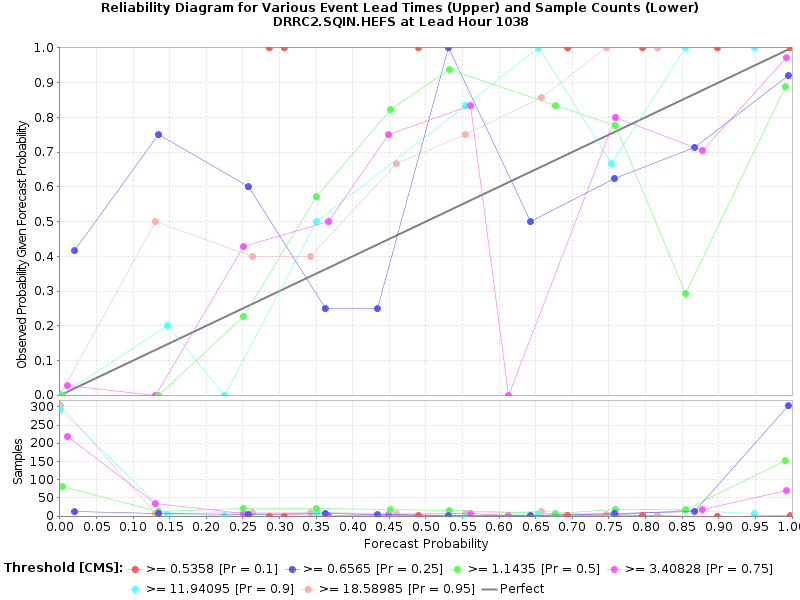 Reliability Diagram for Various Event Lead Times (Upper) and Sample Counts (Lower)
DRRC2.SQIN.HEFS at Lead Hour 1038
Observed Probability Given Forecast Probability
1.0
0.9
0.8
0.7
0.6
0.5
0.4
0.3
0.2
0.1
0.0
Samples
300
250
200
150
100
50
0
0.00 0.05 0.10 0.15 0.20 0.25 0.30 0.35 0.40 0.45 0.50 0.55 0.60 0.65 0.70 0.75 0.80 0.85 0.90 0.95 1.0
Forecast Probability
Threshold [CMS]: >= 0.5358 [Pr = 0.1] >= 0.6565 [Pr = 0.25] >= 1.1435 [Pr = 0.5] >= 3.40828 [Pr = 0.75]
>= 11.94095 [Pr = 0.9] >= 18.58985 [Pr = 0.95] Perfect